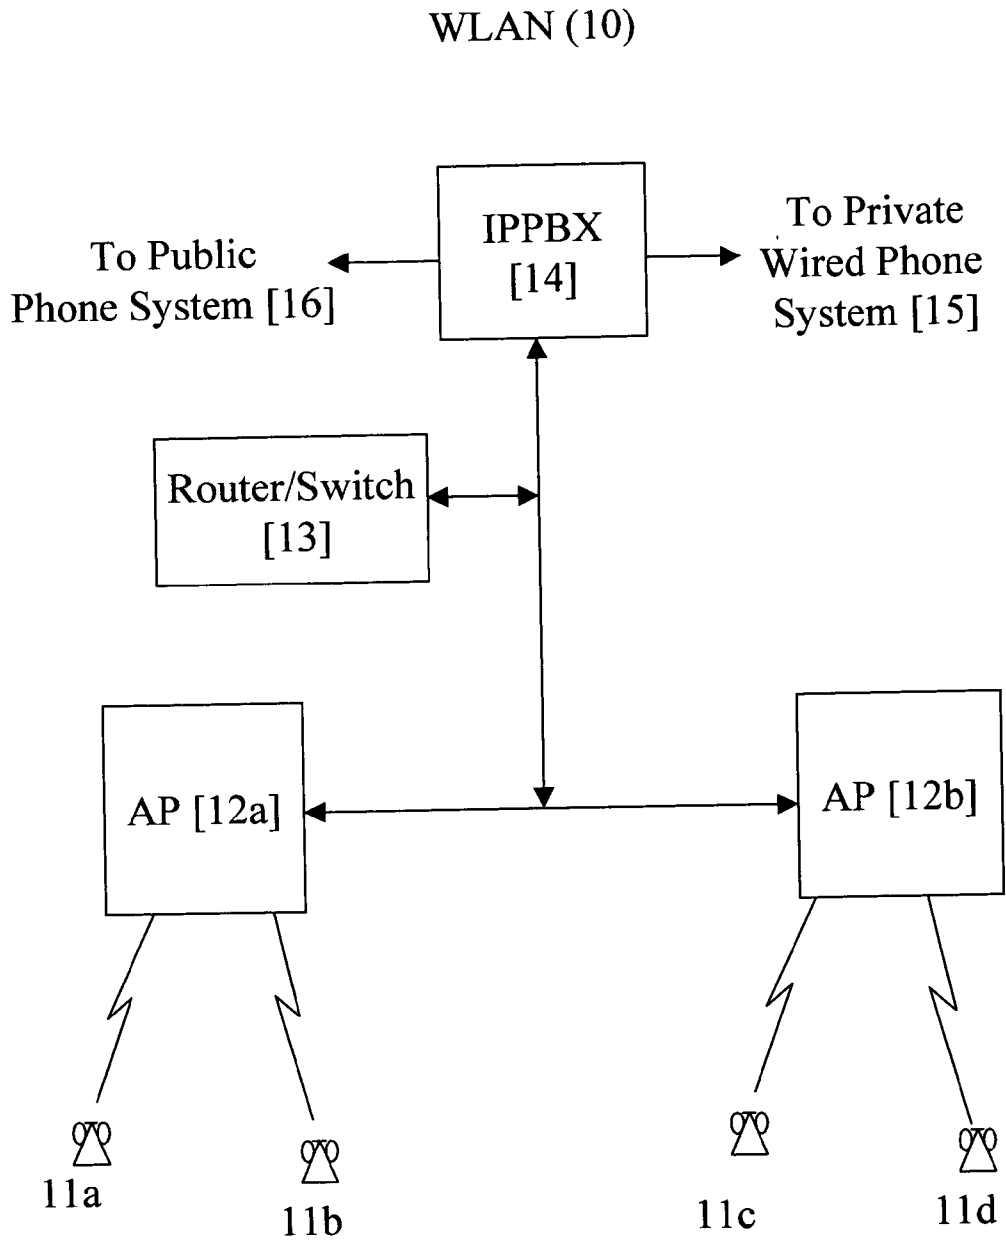 WLAN (10)
IPPBX
[14]
To Public
Phone System [16]
To Private
Wired Phone
System [15]
Router/Switch
[13]
AP [12a]
AP [12b]
11a
11b
11c
11d